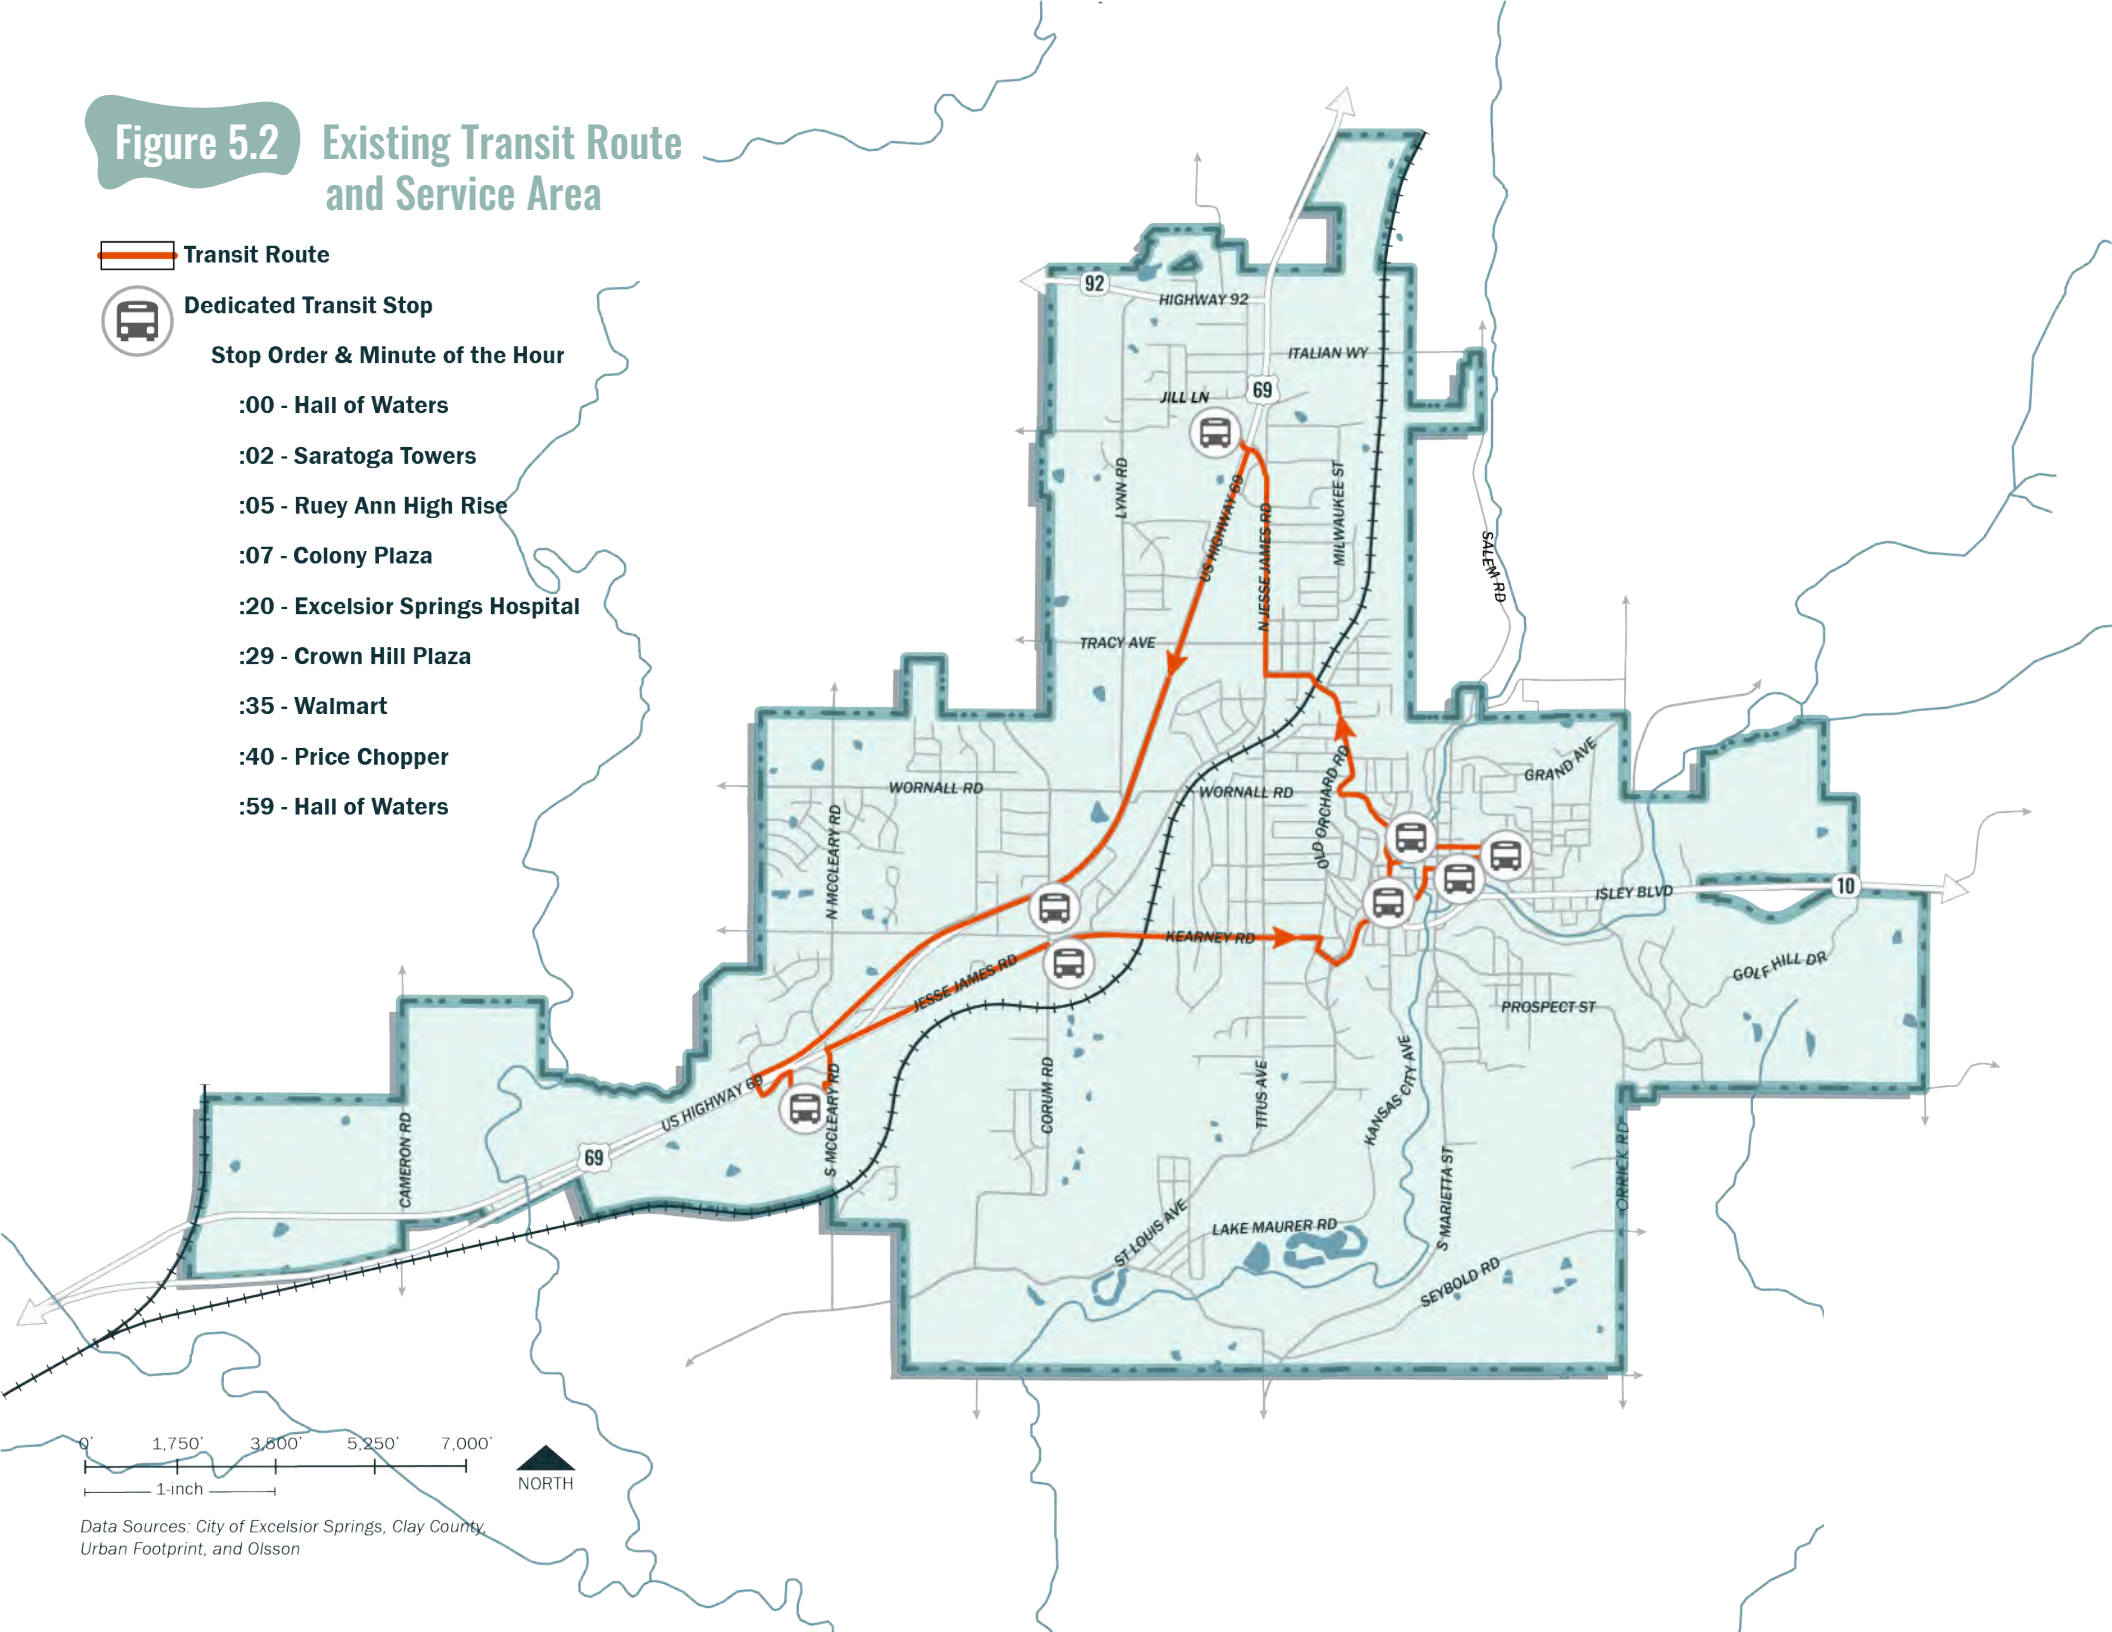 Figure 5.2
Existing Transit Route
and Service Area
Transit Route
Dedicated Transit Stop
Stop Order & Minute of the Hour
:00 - Hall of Waters
:02 - Saratoga Towers
:05 - Ruey Ann High Rise
:07 - Colony Plaza
:20 - Excelsior Springs Hospital
:29 - Crown Hill Plaza
:35 - Walmart
:40 - Price Chopper
:59 - Hall of Waters
92
HIGHWAY 92
ITALIAN WY
69
JILL LN
LYNN RD
US HIGHWAY 69
N JESSE JAMES RD
MILWAUKEE ST
SALEM RD
TRACY AVE
WORNALL RD
WORNALL RD
OLD ORCHARD RD
GRAND AVE
N MCCLEARY RD
ISLEY BLVD
10
KEARNEY RD
JESSE JAMES RD
GOLF HILL DR
PROSPECT ST
US HIGHWAY 69
69
S MCCLEARY RD
CORUM RD
TITUS AVE
KANSAS CITY AVE
S MARIETTA ST
ORRICK RD
CAMERON RD
ST LOUIS AVE
LAKE MAURER RD
SEYBOLD RD
0' 1,750' 3,500' 5,250' 7,000'
1-inch
NORTH
Data Sources: City of Excelsior Springs, Clay County,
Urban Footprint, and Olsson